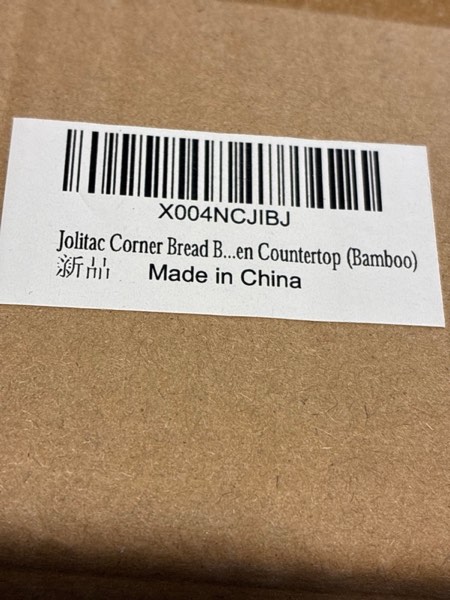 X004NCJIBJ
Jolitac Corner Bread B...en Countertop (Bamboo)
新品 Made in China